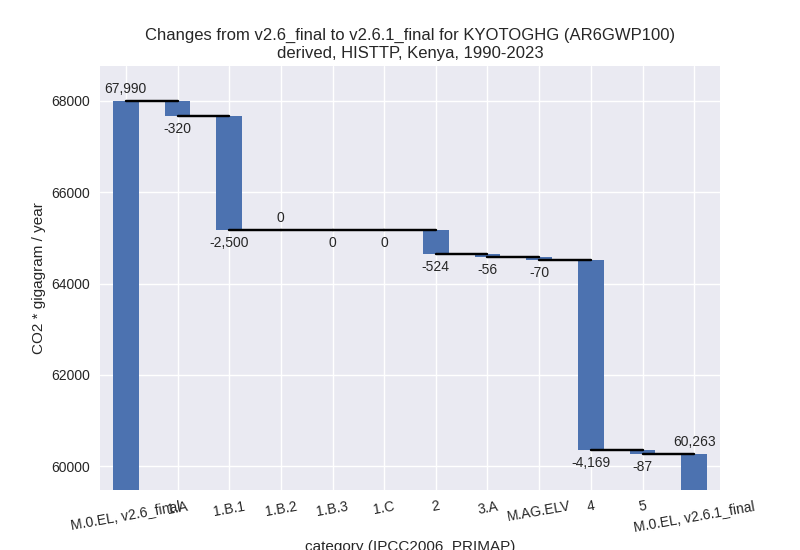 Changes from v2.6_final to v2.6.1_final for KYOTOGHG (AR6GWP100)
derived, HISTTP, Kenya, 1990-2023
CO2 * gigagram / year
68000
66000
64000
62000
60000
67,990
-320
-2,500
0
0
0
-524
-56
-70
-4,169
-87
60,263
M.0.EL, v2.6_final
1.A
1.B.1
1.B.2
1.B.3
1.C
2
3.A
M.AG.ELV
4
5
M.0.EL, v2.6.1_final
category (IPCC2006_PRIMAP)